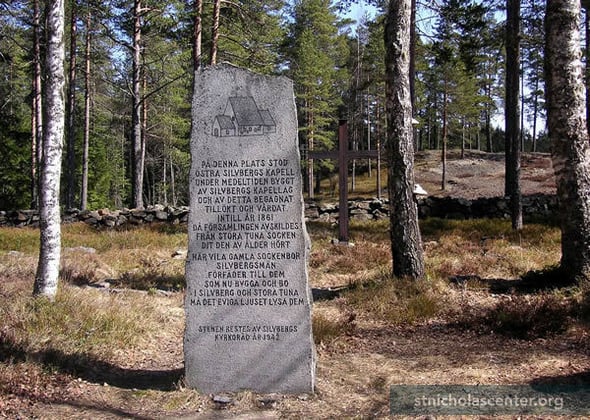 PÅ DENNA PLATS STOD
ÖSTRA SILVBERGS KAPELL
UNDER MEDELTIDEN BYGGT
AV SILVBERGS KAPELLAG
OCH AV DETTA BEGAGNAT
TILLÖKT OCH VÅRDAT
INTILL ÅR 1861
DÅ FÖRSAMLINGEN AVSKILDES
FRÅN STORA TUNA SOCKEN
DIT DEN AV ÅLDER HÖRT
HÄR VILA GAMLA SOCKENBOR
SILVBERGSMÄN
FÖRFÄDER TILL DEM
SOM NU BYGGA OCH BO
I SILVBERG OCH STORA TUNA
MÅ DET EVIGA LJUSET LYSA DEM
STENEN RESTES AV SILVBERGS
KYRKORÅD ÅR 1942
stnicholascenter.org